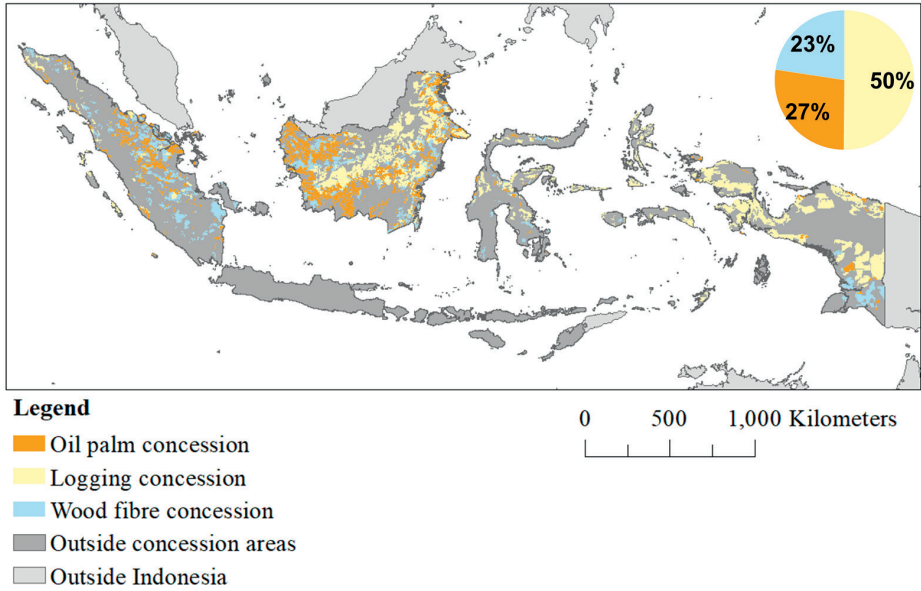 23%
50%
27%
Legend
Oil palm concession
Logging concession
Wood fibre concession
Outside concession areas
Outside Indonesia
0 500 1,000 Kilometers